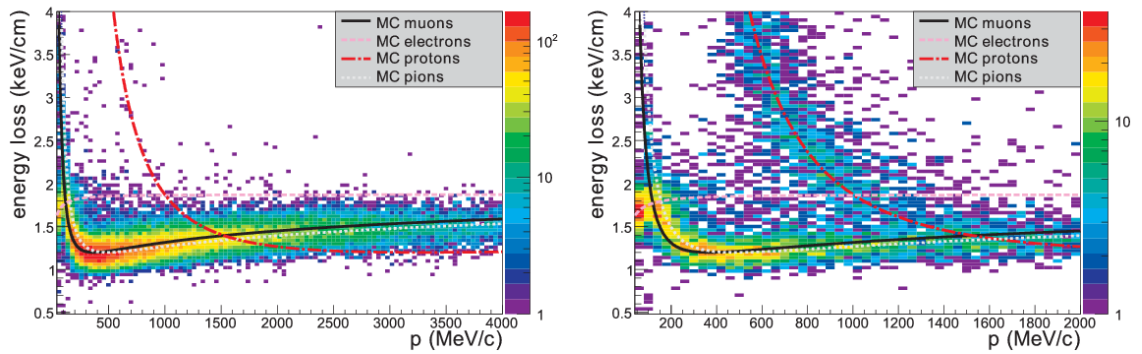 energy loss (keV/cm)
4
3.5
3
2.5
2
1.5
1
0.5
MC muons
MC electrons
MC protons
MC pions
10²
10
1
500 1000 1500 2000 2500 3000 3500 4000
p (MeV/c)
energy loss (keV/cm)
4
3.5
3
2.5
2
1.5
1
0.5
MC muons
MC electrons
MC protons
MC pions
10
1
200 400 600 800 1000 1200 1400 1600 1800 2000
p (MeV/c)